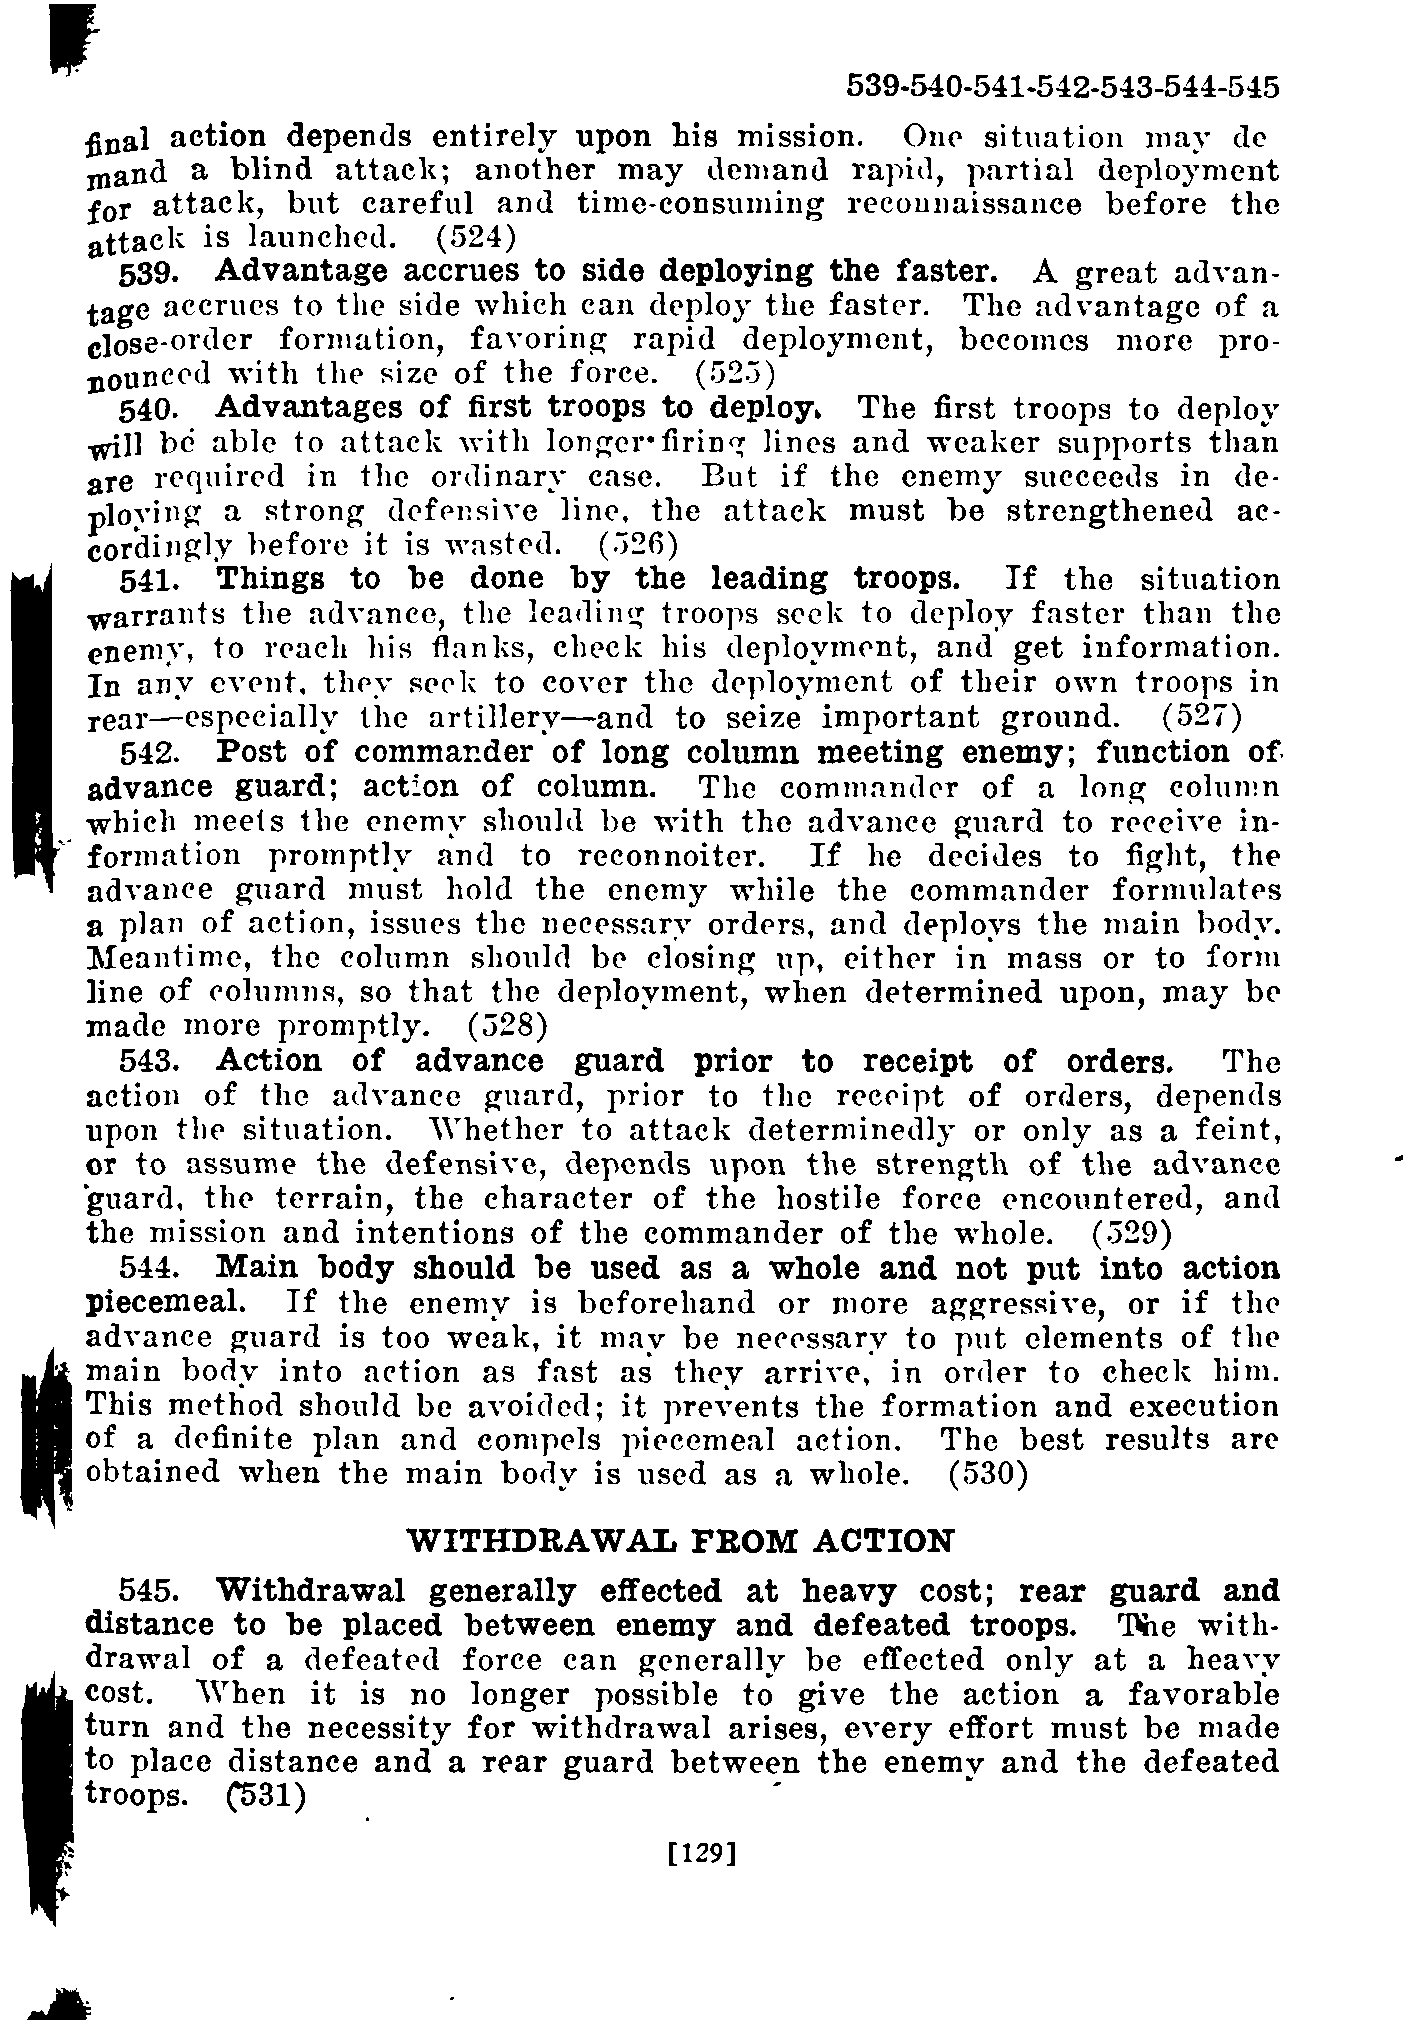 539-540-541-542-543-544-545
final action depends entirely upon his mission. One situation may de
mand a blind attack; another may demand rapid, partial deployment
for attack, but careful and time-consuming reconnaissance before the
attack is launched. (524)
539. Advantage accrues to side deploying the faster. A great advan-
tage accrues to the side which can deploy the faster. The advantage of a
close-order formation, favoring rapid deployment, becomes more pro-
nounced with the size of the force. (525)
540. Advantages of first troops to deploy. The first troops to deploy
will be able to attack with longer firing lines and weaker supports than
are required in the ordinary case. But if the enemy succeeds in de-
ploying a strong defensive line, the attack must be strengthened ac-
cordingly before it is wasted. (526)
541. Things to be done by the leading troops. If the situation
warrants the advance, the leading troops seek to deploy faster than the
enemy, to reach his flanks, check his deployment, and get information.
In any event, they seek to cover the deployment of their own troops in
rear—especially the artillery—and to seize important ground. (527)
542. Post of commander of long column meeting enemy; function of
advance guard; action of column. The commander of a long column
which meets the enemy should be with the advance guard to receive in-
formation promptly and to reconnoiter. If he decides to fight, the
advance guard must hold the enemy while the commander formulates
a plan of action, issues the necessary orders, and deploys the main body.
Meantime, the column should be closing up, either in mass or to form
line of columns, so that the deployment, when determined upon, may be
made more promptly. (528)
543. Action of advance guard prior to receipt of orders. The
action of the advance guard, prior to the receipt of orders, depends
upon the situation. Whether to attack determinedly or only as a feint,
or to assume the defensive, depends upon the strength of the advance
guard, the terrain, the character of the hostile force encountered, and
the mission and intentions of the commander of the whole. (529)
544. Main body should be used as a whole and not put into action
piecemeal. If the enemy is beforehand or more aggressive, or if the
advance guard is too weak, it may be necessary to put elements of the
main body into action as fast as they arrive, in order to check him.
This method should be avoided; it prevents the formation and execution
of a definite plan and compels piecemeal action. The best results are
obtained when the main body is used as a whole. (530)
WITHDRAWAL FROM ACTION
545. Withdrawal generally effected at heavy cost; rear guard and
distance to be placed between enemy and defeated troops. The with-
drawal of a defeated force can generally be effected only at a heavy
cost. When it is no longer possible to give the action a favorable
turn and the necessity for withdrawal arises, every effort must be made
to place distance and a rear guard between the enemy and the defeated
troops. (531)
[129]